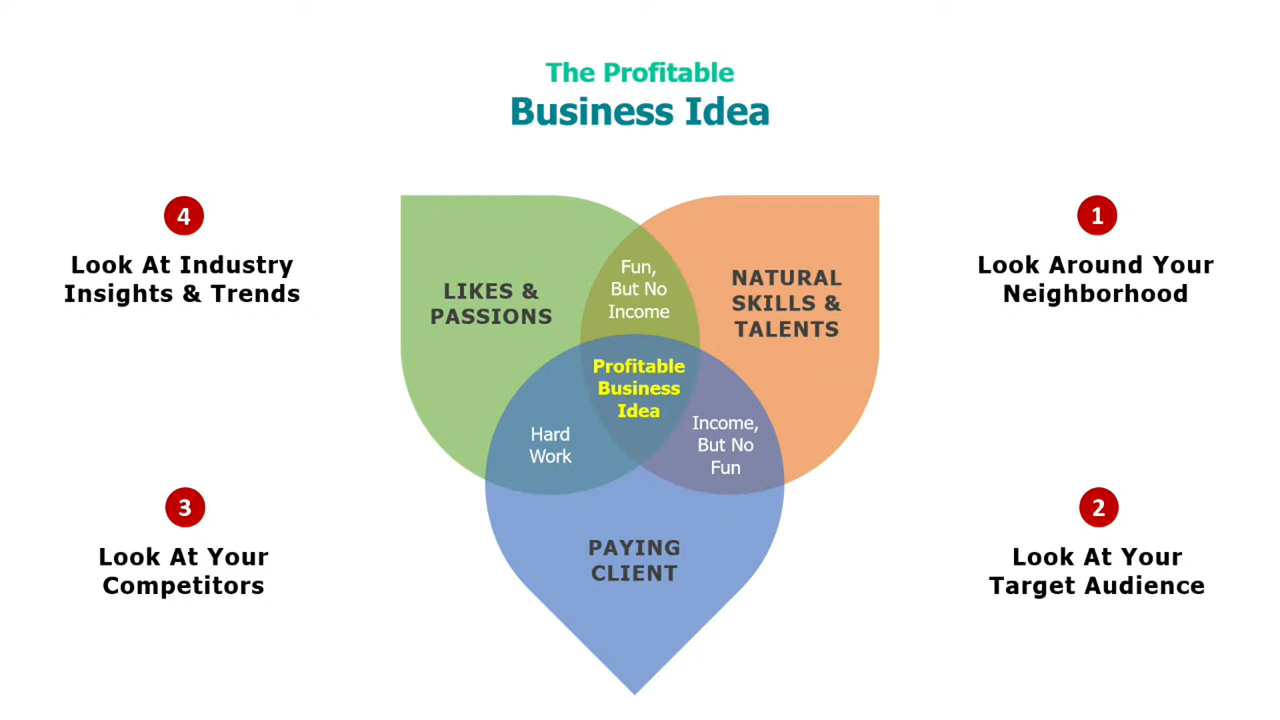 The Profitable
Business Idea
4
Look At Industry
Insights & Trends
1
Look Around Your
Neighborhood
LIKES &
PASSIONS
Fun,
But No
Income
NATURAL
SKILLS &
TALENTS
Profitable
Business
Idea
Hard
Work
Income,
But No
Fun
3
Look At Your
Competitors
2
Look At Your
Target Audience
PAYING
CLIENT